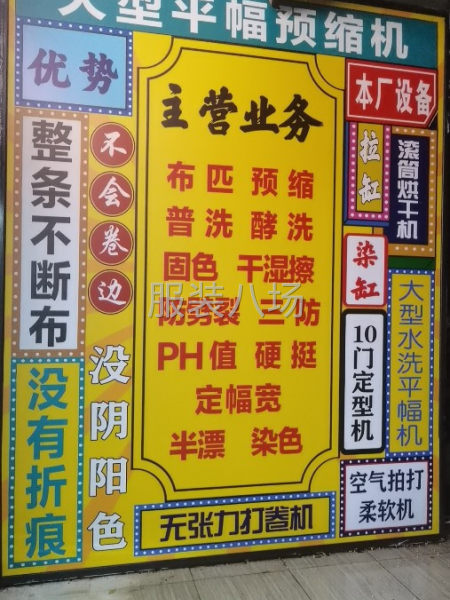 大型平幅预缩机
优势
整条不断布
没有折痕
不会卷边
没阴阳色
主营业务
布匹 预缩
普洗 酵洗
固色 干湿擦
防剪裂 三防
PH值 硬挺
定幅宽
半漂 染色
无张力打卷机
本厂设备
拉缸
滚筒烘干机
染缸
10门定型机
大型水洗平幅机
空气拍打
柔软机
服装八场